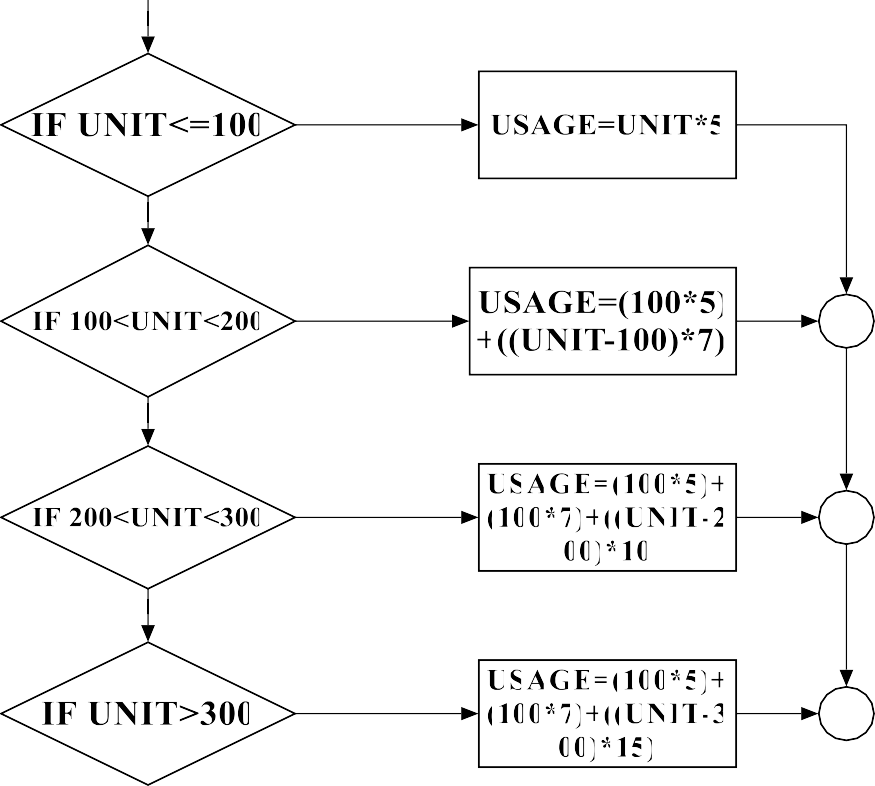 IF UNIT<=100
USAGE=UNIT*5
IF 100<UNIT<200
USAGE=(100*5)
+((UNIT-100)*7)
IF 200<UNIT<300
USAGE=(100*5)+
(100*7)+((UNIT-2
00)*10
IF UNIT>300
USAGE=(100*5)+
(100*7)+((UNIT-3
00)*15)